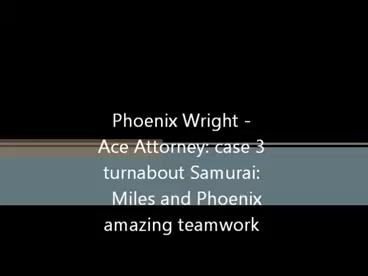 Phoenix Wright -
Ace Attorney: case 3
turnabout Samurai:
Miles and Phoenix
amazing teamwork